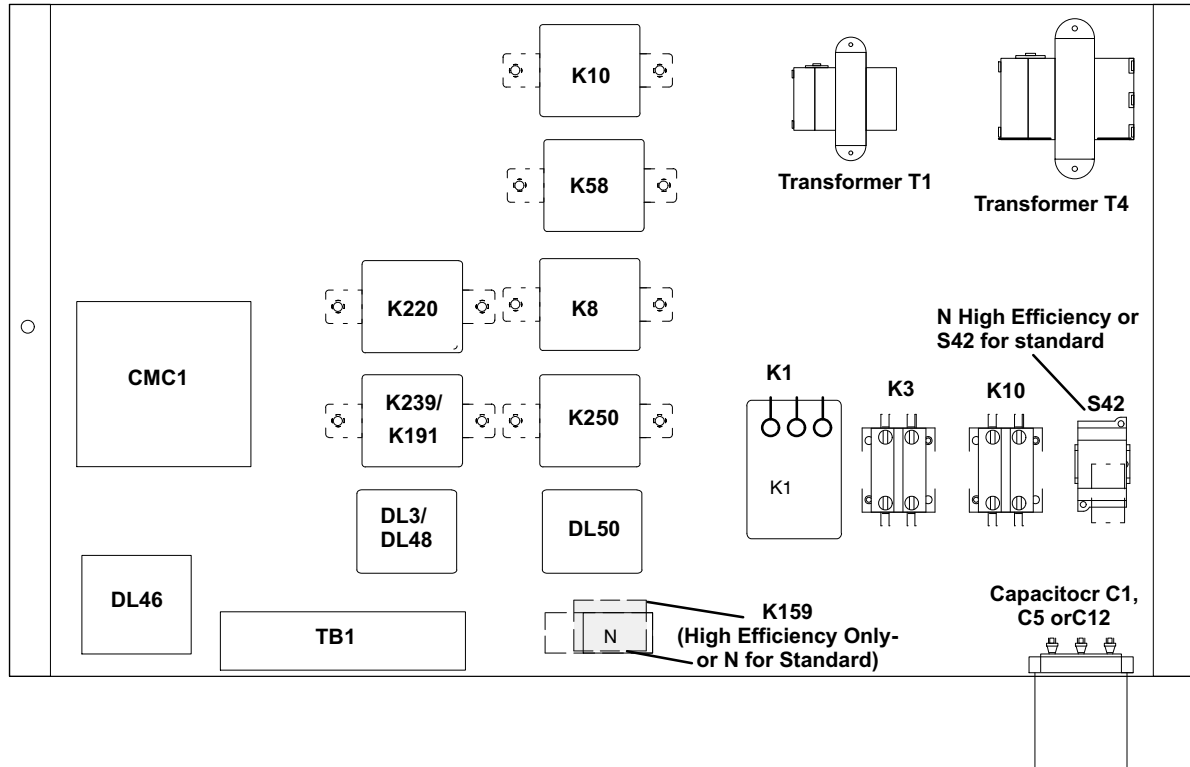 K10
Transformer T1
Transformer T4
K58
K220
K8
CMC1
K239/
K191
K250
N High Efficiency or
S42 for standard
K1
K3
K10
S42
K1
DL3/
DL48
DL50
DL46
TB1
N
K159
(High Efficiency Only-
or N for Standard)
Capacitocr C1,
C5 orC12